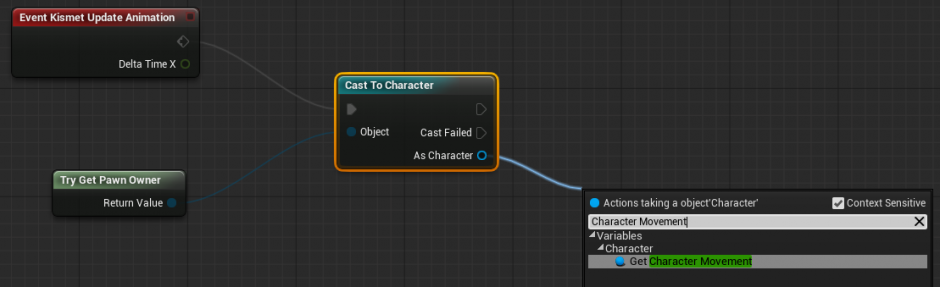 Event Kismet Update Animation
Delta Time X
Cast To Character
Object
Cast Failed
As Character
Try Get Pawn Owner
Return Value
Actions taking a object'Character'
Context Sensitive
Character Movement
Variables
Character
Get Character Movement